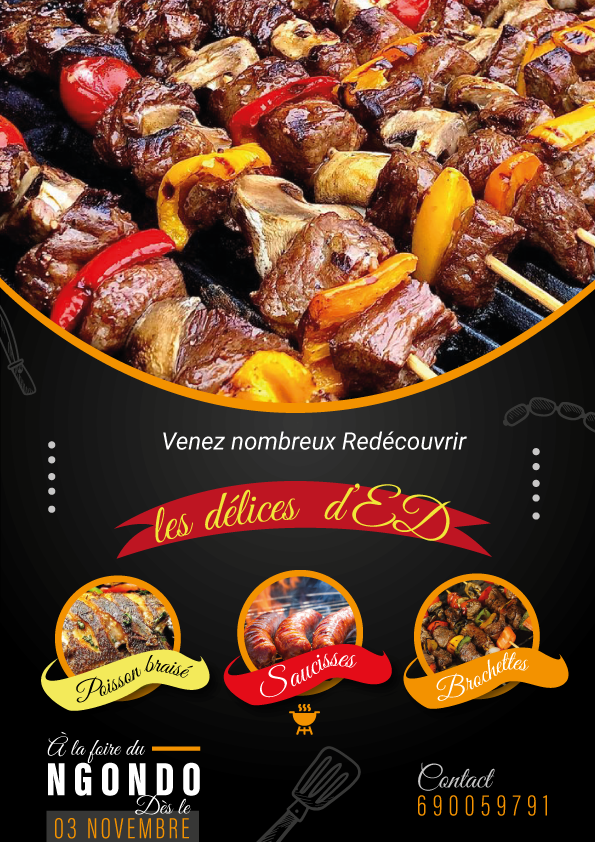 Venez nombreux Redécouvrir
les délices d'ED
Poisson braisé
Saucisses
Brochettes
À la foire du
NGONDO
Dès le
03 NOVEMBRE
Contact
690059791